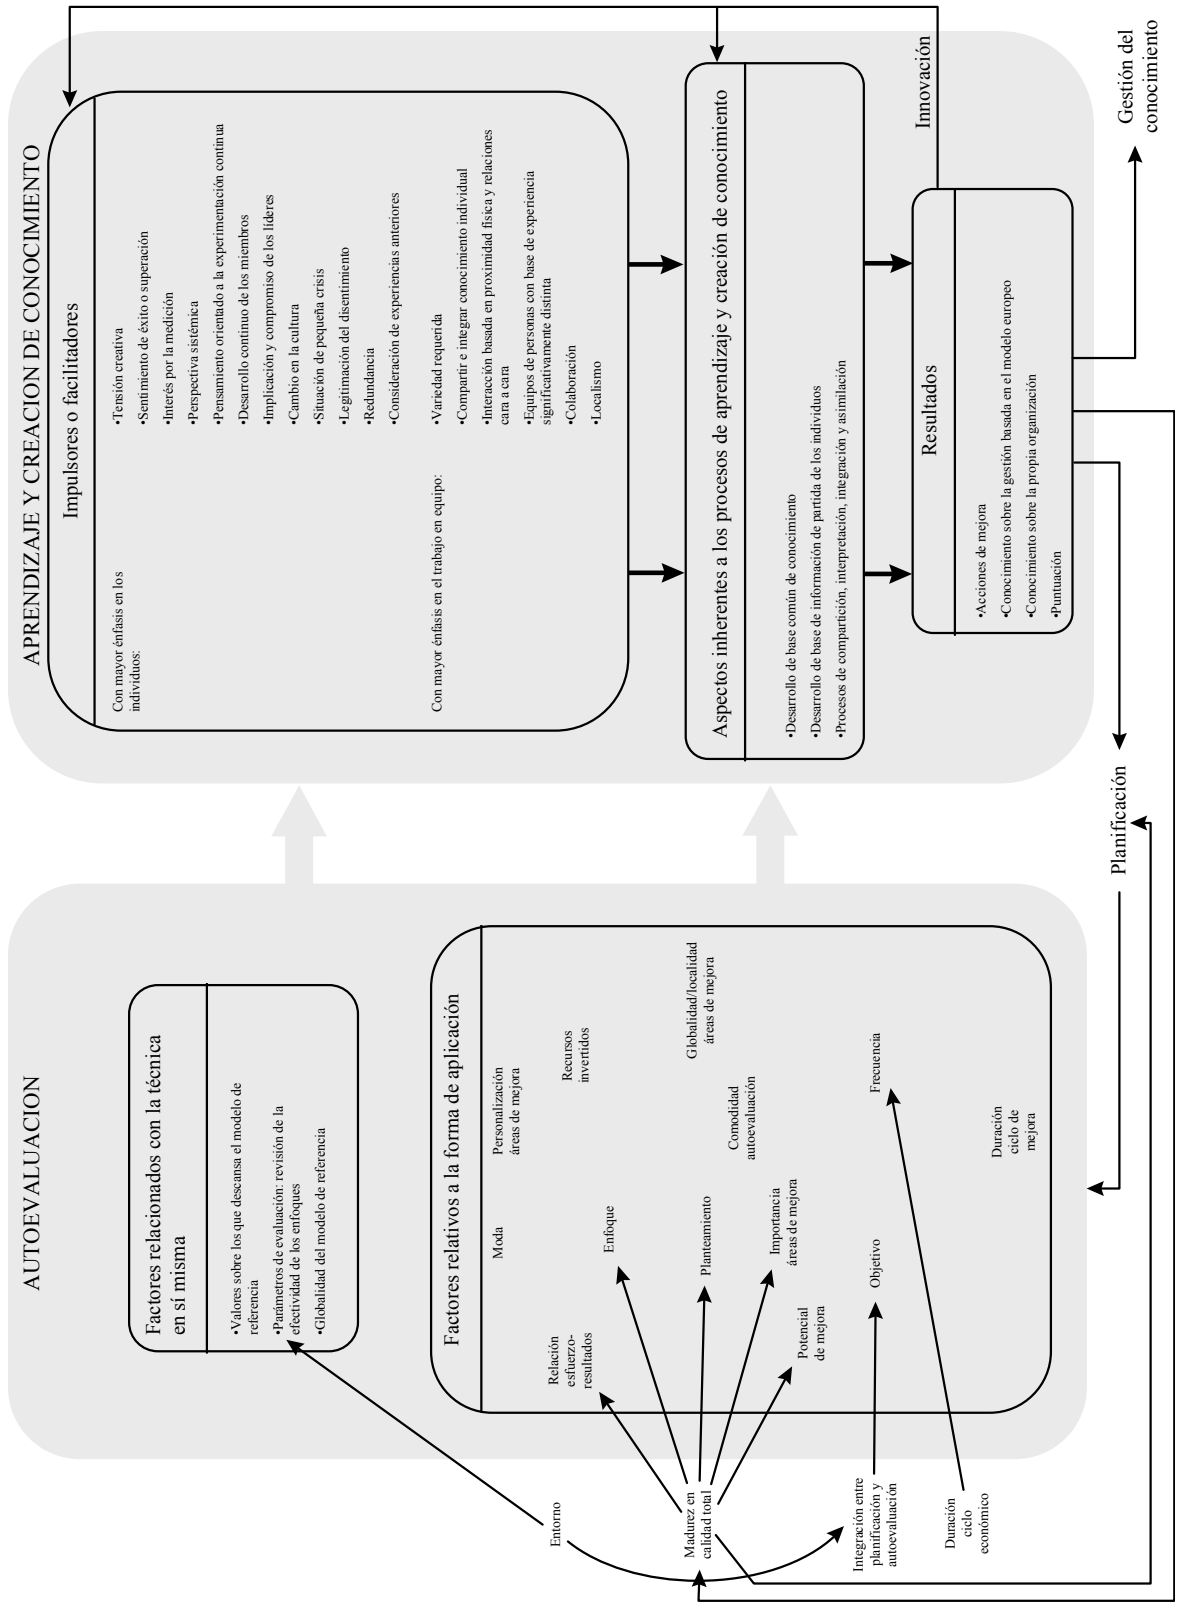 AUTOEVALUACION
Factores relacionados con la técnica
en sí misma
•Valores sobre los que descansa el modelo de
referencia
•Parámetros de evaluación: revisión de la
efectividad de los enfoques
•Globalidad del modelo de referencia
Factores relativos a la forma de aplicación
Moda
Personalización
áreas de mejora
Relación
esfuerzo-
resultados
Recursos
invertidos
Enfoque
Planteamiento
Globalidad/localidad
áreas de mejora
Comodidad
autoevaluación
Importancia
áreas de mejora
Potencial
de mejora
Objetivo
Frecuencia
Duración
ciclo de
mejora
Entorno
Madurez en
calidad total
Integración entre
planificación y
autoevaluación
Duración
ciclo
económico
APRENDIZAJE Y CREACION DE CONOCIMIENTO
Impulsores o facilitadores
Con mayor énfasis en los
individuos:
•Tensión creativa
•Sentimiento de éxito o superación
•Interés por la medición
•Perspectiva sistémica
•Pensamiento orientado a la experimentación continua
•Desarrollo continuo de los miembros
•Implicación y compromiso de los líderes
•Cambio en la cultura
•Situación de pequeña crisis
•Legitimación del disentimiento
•Redundancia
•Consideración de experiencias anteriores
Con mayor énfasis en el trabajo en equipo:
•Variedad requerida
•Compartir e integrar conocimiento individual
•Interacción basada en proximidad física y relaciones
cara a cara
•Equipos de personas con base de experiencia
significativamente distinta
•Colaboración
•Localismo
Aspectos inherentes a los procesos de aprendizaje y creación de conocimiento
•Desarrollo de base común de conocimiento
•Desarrollo de base de información de partida de los individuos
•Procesos de compartición, interpretación, integración y asimilación
Innovación
Resultados
•Acciones de mejora
•Conocimiento sobre la gestión basada en el modelo europeo
•Conocimiento sobre la propia organización
•Puntuación
Planificación
Gestión del
conocimiento